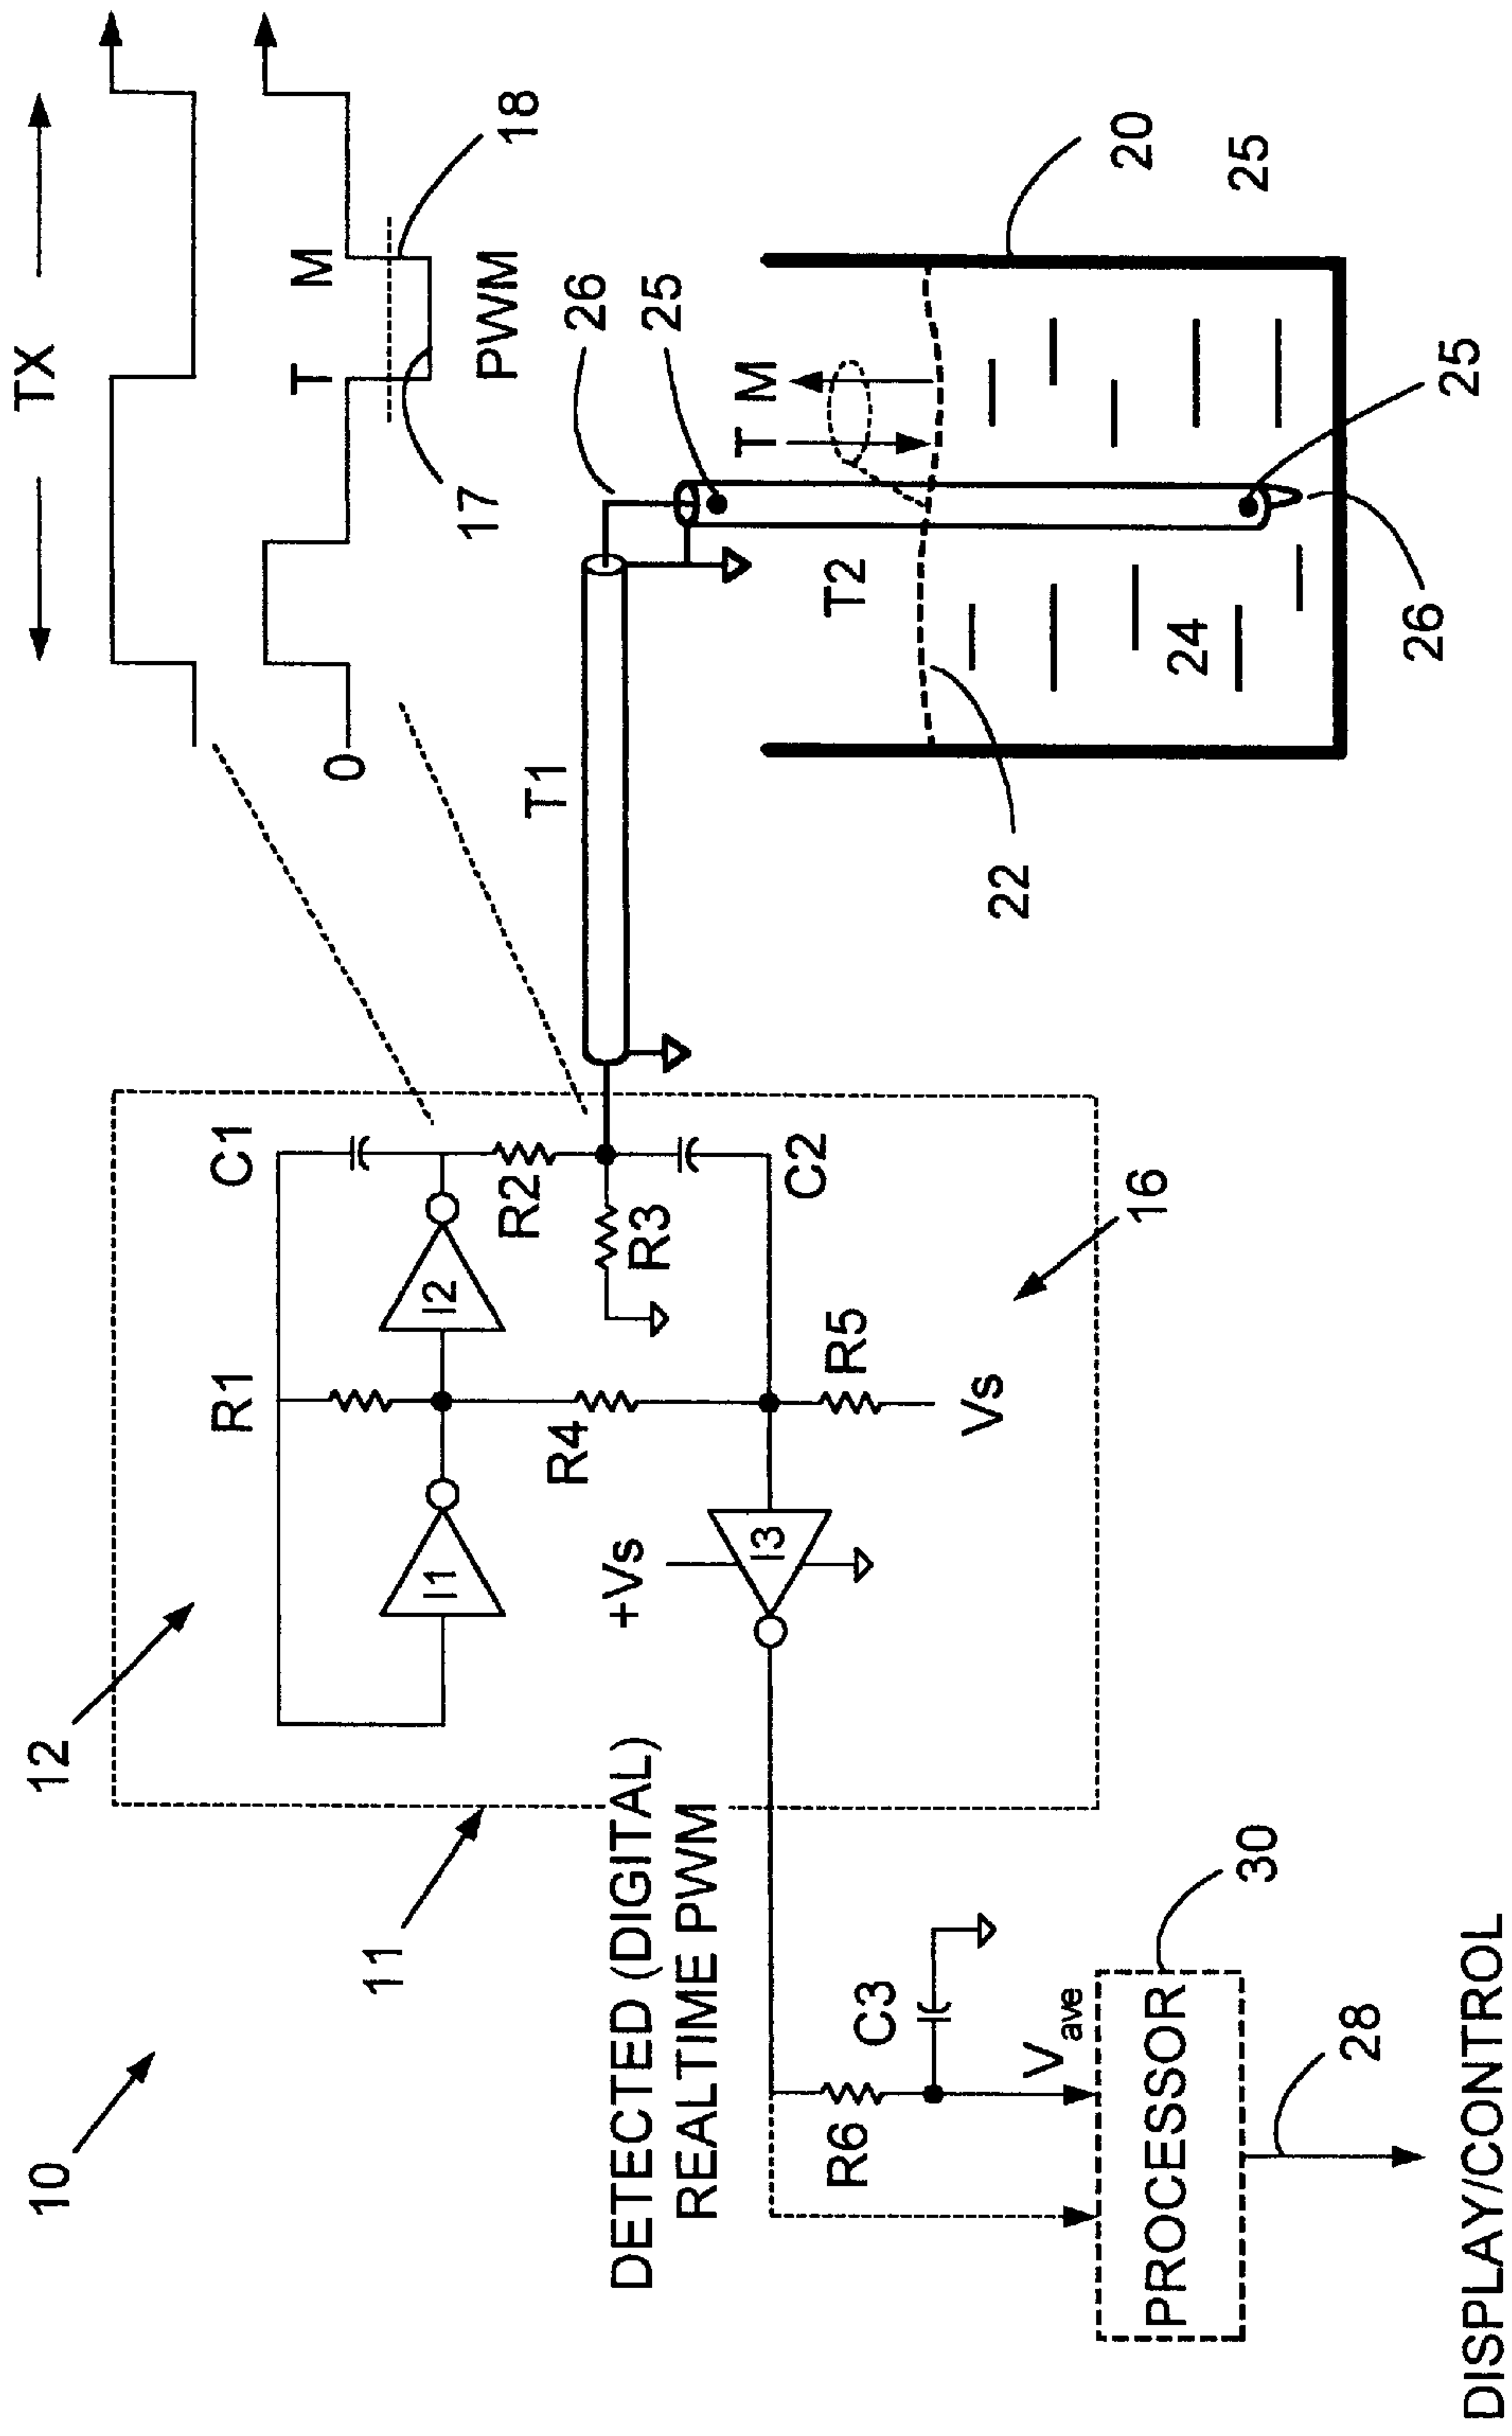 10
12
TX
R1
C1
0
T
M
11
I1
I2
17
PWM
R2
18
T1
R4
26
DETECTED (DIGITAL)
REALTIME PWM
+Vs
R3
25
T M
I3
C2
R6
R5
T2
C3
Vs
22
Vave
16
20
PROCESSOR
24
30
25
28
26
25
DISPLAY/CONTROL